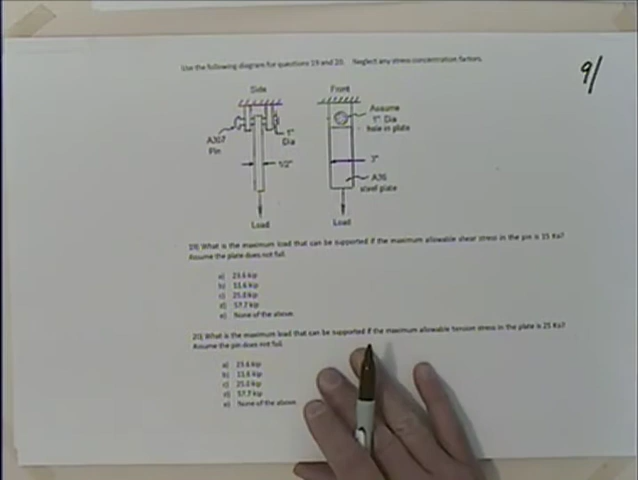 Use the following diagram for questions 19 and 20. Neglect any stress concentration factors.
9/
Side
Front
Assume
1" Dia
hole in plate
A307
Pin
1"
Dia
1/2"
3"
A36
steel plate
Load
Load
19) What is the maximum load that can be supported if the maximum allowable shear stress in the pin is 15 Ksi?
Assume the plate does not fail.
a) 23.6 kip
b) 11.6 kip
c) 25.0 kip
d) 57.7 kip
e) None of the above
20) What is the maximum load that can be supported if the maximum allowable tension stress in the plate is 25 Ksi?
Assume the pin does not fail.
a) 23.6 kip
b) 11.6 kip
c) 25.0 kip
d) 57.7 kip
e) None of the above